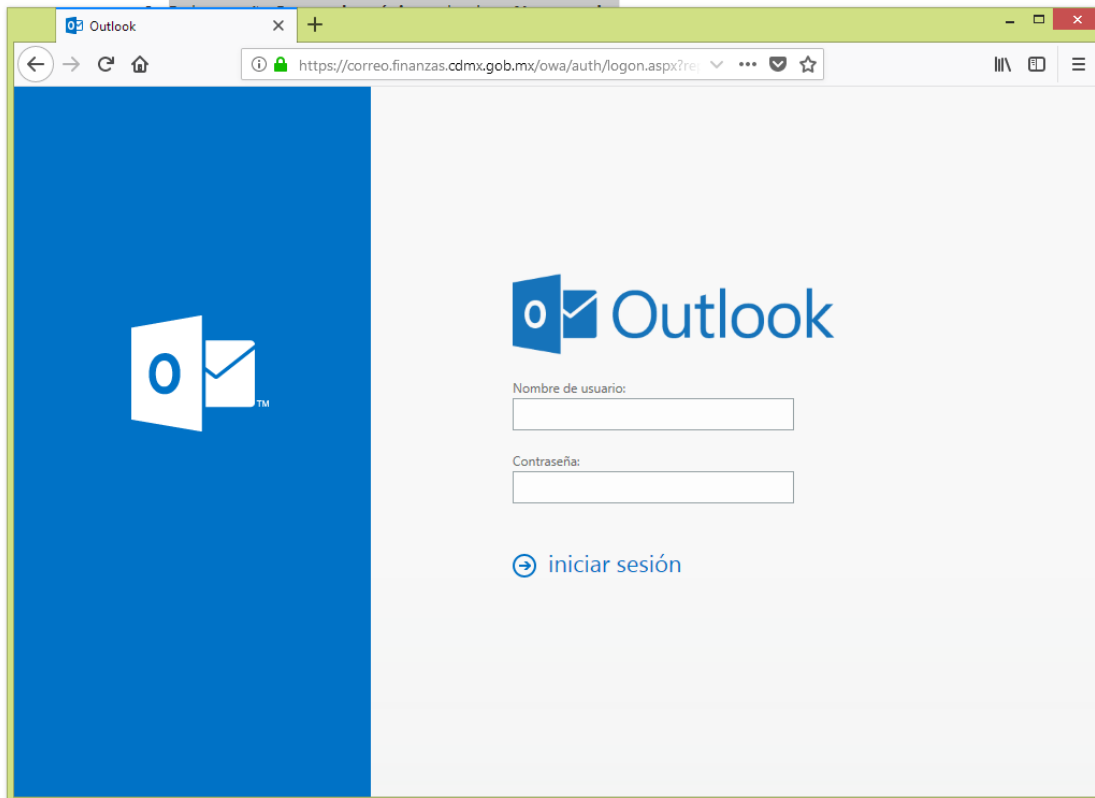 Outlook
https://correo.finanzas.cdmx.gob.mx/owa/auth/logon.aspx?re
O
TM
O Outlook
Nombre de usuario:
Contraseña:
iniciar sesión